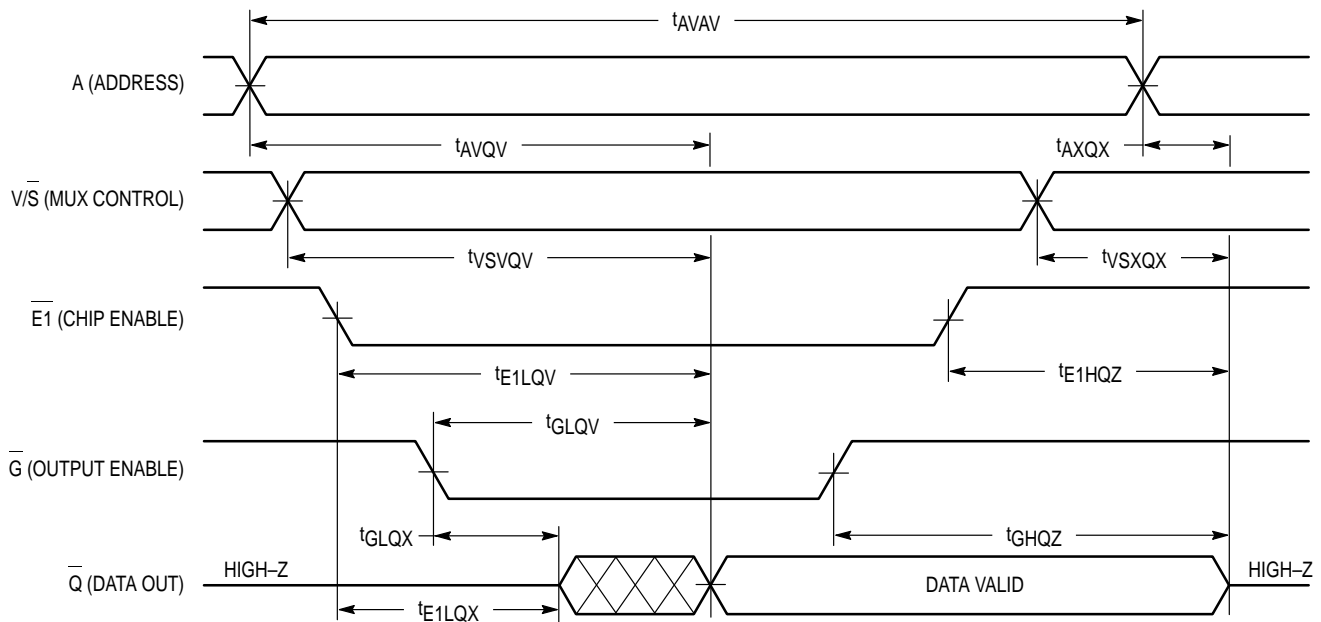 tAVAV
A (ADDRESS)
tAVQV
tAXQX
V/S̅ (MUX CONTROL)
tVSVQV
tVSXQX
E̅1̅ (CHIP ENABLE)
tE1LQV
tE1HQZ
tGLQV
G̅ (OUTPUT ENABLE)
tGLQX
tGHQZ
Q̅ (DATA OUT)
HIGH–Z
DATA VALID
HIGH–Z
tE1LQX